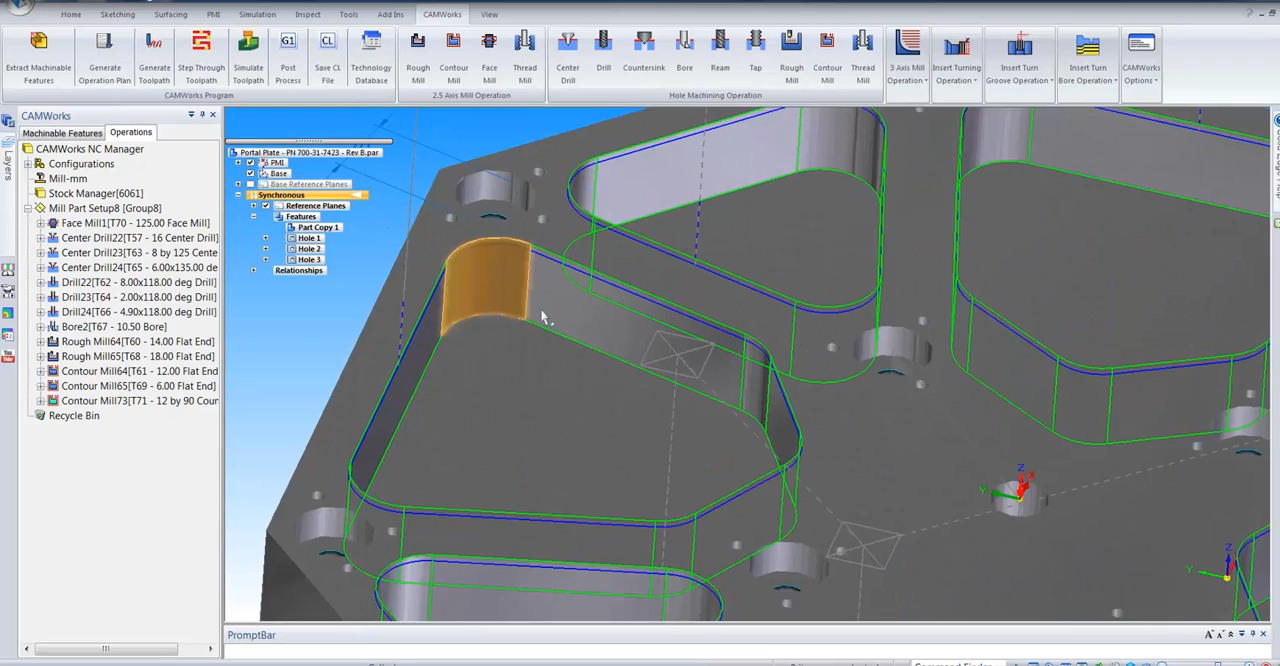 Home Sketching Surfacing PMI Simulation Inspect Tools Add Ins CAMWorks View
Extract Machinable Features
Generate Operation Plan
Generate Toolpath
Step Through Toolpath
Simulate Toolpath
Post Process
Save CL File
Technology Database
Rough Mill
Contour Mill
Face Mill
Thread Mill
Center Drill
Drill
Countersink
Bore
Ream
Tap
Rough Mill
Contour Mill
Thread Mill
3 Axis Mill Operation
Insert Turning Operation
Insert Turn Groove Operation
Insert Turn Bore Operation
CAMWorks Options
CAMWorks Program
2.5 Axis Mill Operation
Hole Machining Operation
G1
CL
CAMWorks
Machinable Features Operations
CAMWorks NC Manager
Configurations
Mill-mm
Stock Manager[6061]
Mill Part Setup8 [Group8]
Face Mill1[T70 - 125.00 Face Mill]
Center Drill22[T57 - 16 Center Drill]
Center Drill23[T63 - 8 by 125 Cente
Center Drill24[T65 - 6.00x135.00 de
Drill22[T62 - 8.00x118.00 deg Drill]
Drill23[T64 - 2.00x118.00 deg Drill]
Drill24[T66 - 4.90x118.00 deg Drill]
Bore2[T67 - 10.50 Bore]
Rough Mill64[T60 - 14.00 Flat End]
Rough Mill65[T68 - 18.00 Flat End]
Contour Mill64[T61 - 12.00 Flat End
Contour Mill65[T69 - 6.00 Flat End]
Contour Mill73[T71 - 12 by 90 Coun
Recycle Bin
Layers
You
Portal Plate - PN 700-31-7423 - Rev B.par
PMI
Base
Base Reference Planes
Synchronous
Reference Planes
Features
Part Copy 1
Hole 1
Hole 2
Hole 3
Relationships
Z
X
Y
Z
Y
PromptBar